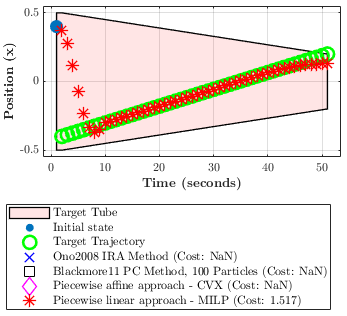 0.5
0
-0.5
Position (x)
0 10 20 30 40 50
Time (seconds)
Target Tube
Initial state
Target Trajectory
Ono2008 IRA Method (Cost: NaN)
Blackmore11 PC Method, 100 Particles (Cost: NaN)
Piecewise affine approach - CVX (Cost: NaN)
Piecewise linear approach - MILP (Cost: 1.517)